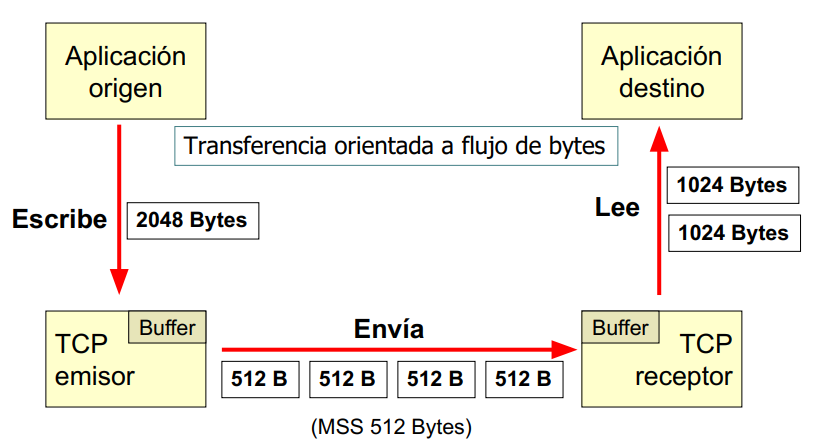 Aplicación
origen
Aplicación
destino
Transferencia orientada a flujo de bytes
Escribe
2048 Bytes
Lee
1024 Bytes
1024 Bytes
TCP
emisor
Buffer
Envía
512 B
512 B
512 B
512 B
(MSS 512 Bytes)
Buffer
TCP
receptor